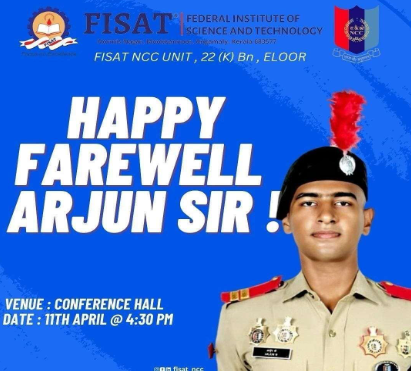 FISAT
FEDERAL INSTITUTE OF
SCIENCE AND TECHNOLOGY
FISAT NCC UNIT , 22 (K) Bn , ELOOR
NCC
HAPPY
FAREWELL
ARJUN SIR !
VENUE : CONFERENCE HALL
DATE : 11TH APRIL @ 4:30 PM
fisat_ncc